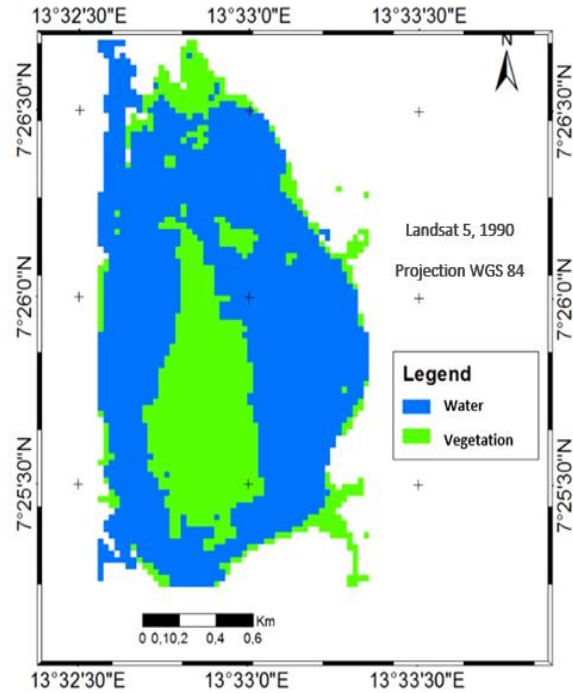 13°32'30"E 13°33'0"E 13°33'30"E
N
7°26'30"N 7°26'30"N
Landsat 5, 1990
Projection WGS 84
7°26'0"N 7°26'0"N
Legend
Water
Vegetation
7°25'30"N 7°25'30"N
Km
0 0,10,2 0,4 0,6
13°32'30"E 13°33'0"E 13°33'30"E